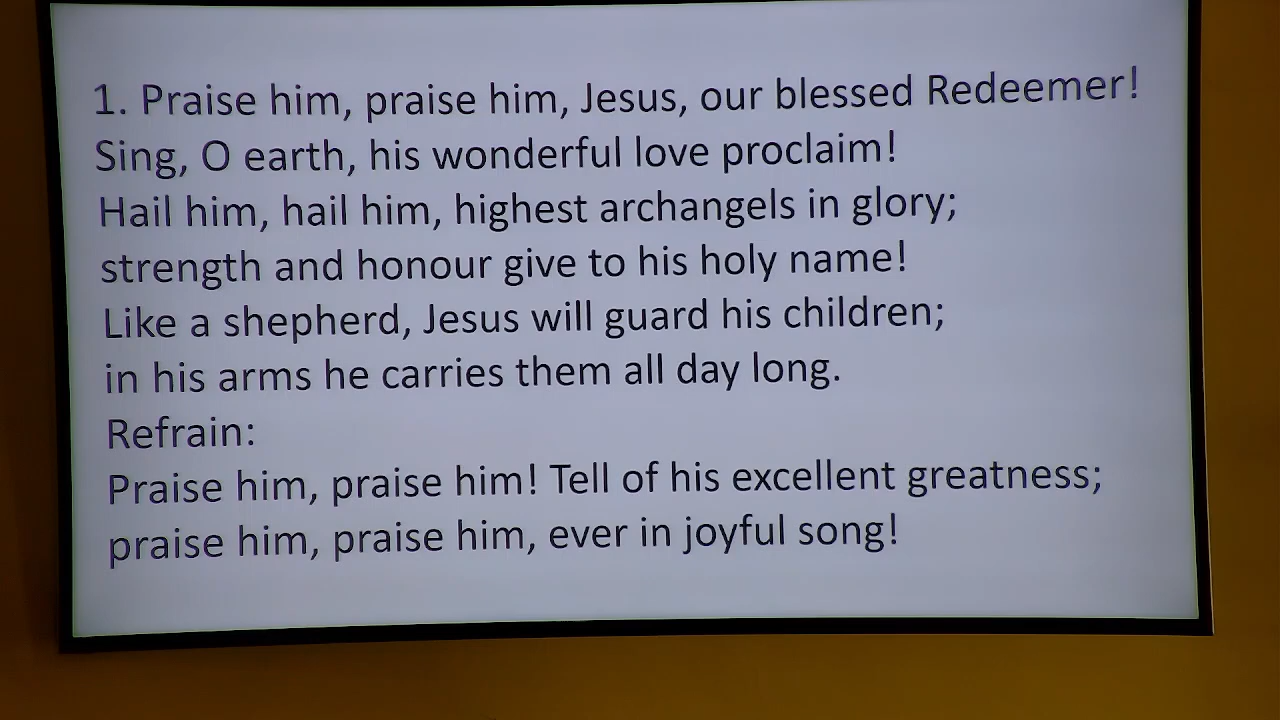 1. Praise him, praise him, Jesus, our blessed Redeemer!
Sing, O earth, his wonderful love proclaim!
Hail him, hail him, highest archangels in glory;
strength and honour give to his holy name!
Like a shepherd, Jesus will guard his children;
in his arms he carries them all day long.
Refrain:
Praise him, praise him! Tell of his excellent greatness;
praise him, praise him, ever in joyful song!